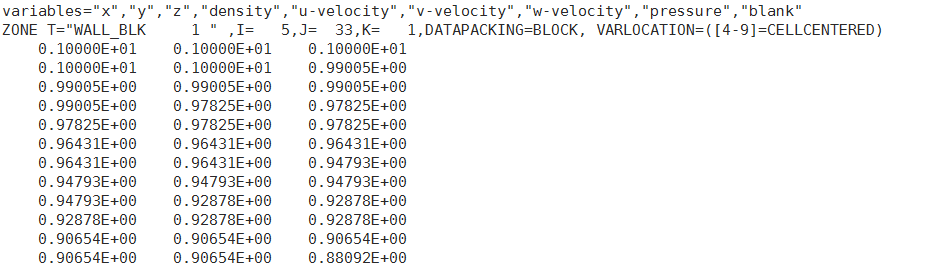 variables="x","y","z","density","u-velocity","v-velocity","w-velocity","pressure","blank"
ZONE T="WALL_BLK     1 " ,I=   5,J=  33,K=   1,DATAPACKING=BLOCK, VARLOCATION=([4-9]=CELLCENTERED)
    0.10000E+01    0.10000E+01    0.10000E+01
    0.10000E+01    0.10000E+01    0.99005E+00
    0.99005E+00    0.99005E+00    0.99005E+00
    0.99005E+00    0.97825E+00    0.97825E+00
    0.97825E+00    0.97825E+00    0.97825E+00
    0.96431E+00    0.96431E+00    0.96431E+00
    0.96431E+00    0.96431E+00    0.94793E+00
    0.94793E+00    0.94793E+00    0.94793E+00
    0.94793E+00    0.92878E+00    0.92878E+00
    0.92878E+00    0.92878E+00    0.92878E+00
    0.90654E+00    0.90654E+00    0.90654E+00
    0.90654E+00    0.90654E+00    0.88092E+00